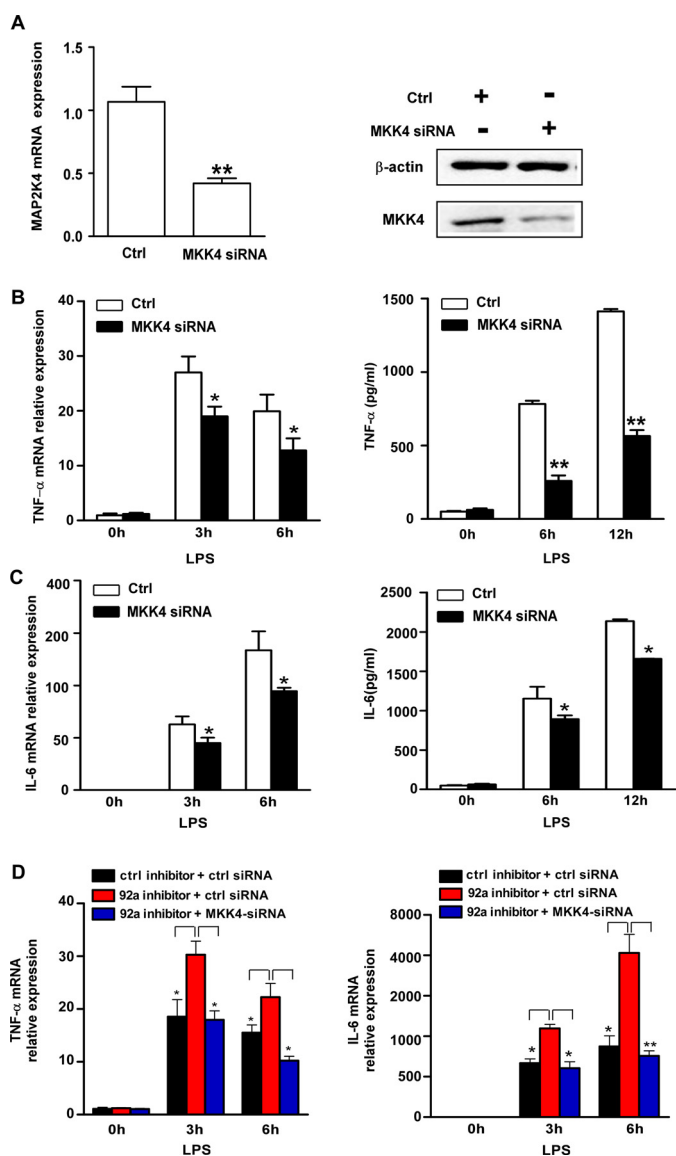 A
MAP2K4 mRNA expression
1.5
1.0
0.5
0.0
**
Ctrl
MKK4 siRNA
Ctrl + -
MKK4 siRNA - +
β-actin
MKK4
B
TNF-α mRNA relative expression
40
30
20
10
0
Ctrl
MKK4 siRNA
*
*
0h 3h 6h
LPS
TNF-α (pg/ml)
1500
1000
500
0
Ctrl
MKK4 siRNA
**
**
0h 6h 12h
LPS
C
IL-6 mRNA relative expression
400
200
100
50
0
Ctrl
MKK4 siRNA
*
*
0h 3h 6h
LPS
IL-6(pg/ml)
2500
2000
1500
1000
500
0
Ctrl
MKK4 siRNA
*
*
0h 6h 12h
LPS
D
ctrl inhibitor + ctrl siRNA
92a inhibitor + ctrl siRNA
92a inhibitor + MKK4-siRNA
TNF-α mRNA
relative expression
40
30
20
10
0
* *
* *
0h 3h 6h
LPS
ctrl inhibitor + ctrl siRNA
92a inhibitor + ctrl siRNA
92a inhibitor + MKK4-siRNA
IL-6 mRNA
relative expression
8000
4000
2000
1000
500
0
* *
* **
0h 3h 6h
LPS